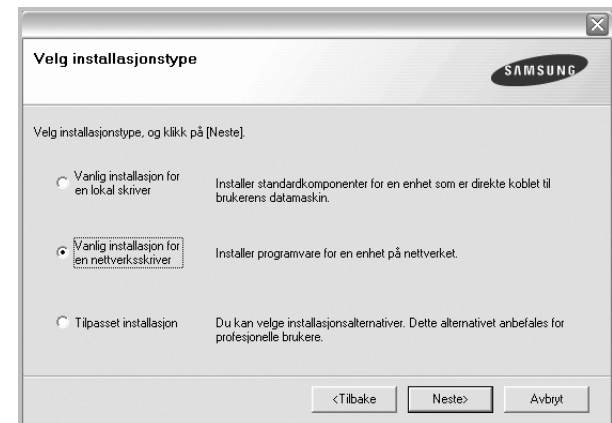 Velg installasjonstype
SAMSUNG
Velg installasjonstype, og klikk på [Neste].
Vanlig installasjon for
en lokal skriver
Installer standardkomponenter for en enhet som er direkte koblet til
brukerens datamaskin.
Vanlig installasjon for
en nettverksskriver
Installer programvare for en enhet på nettverket.
Tilpasset installasjon
Du kan velge installasjonsalternativer. Dette alternativet anbefales for
profesjonelle brukere.
<Tilbake
Neste>
Avbryt